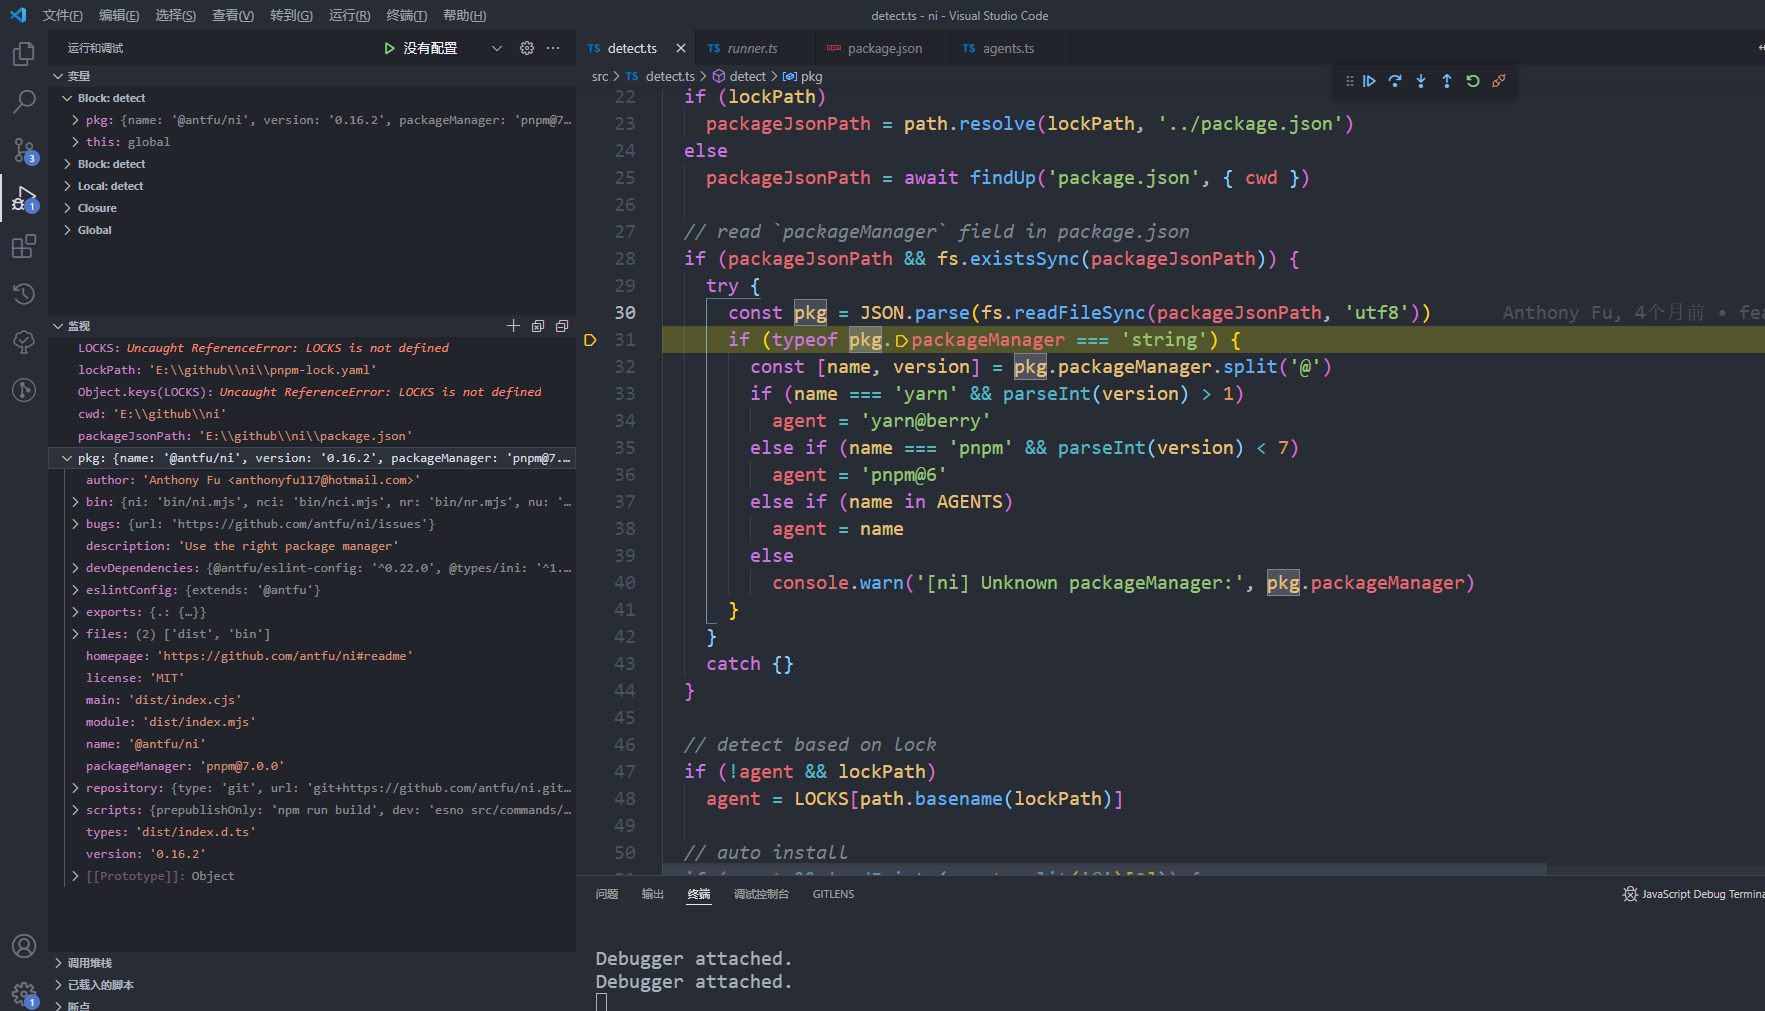 文件(F) 编辑(E) 选择(S) 查看(V) 转到(G) 运行(R) 终端(T) 帮助(H) detect.ts - ni - Visual Studio Code
运行和调试 没有配置 ···
TS detect.ts TS runner.ts package.json TS agents.ts
src > TS detect.ts > detect > pkg
变量
Block: detect
pkg: {name: '@antfu/ni', version: '0.16.2', packageManager: 'pnpm@7…
this: global
Block: detect
Local: detect
Closure
Global
3
1
监视
LOCKS: Uncaught ReferenceError: LOCKS is not defined
lockPath: 'E:\\github\\ni\\pnpm-lock.yaml'
Object.keys(LOCKS): Uncaught ReferenceError: LOCKS is not defined
cwd: 'E:\\github\\ni'
packageJsonPath: 'E:\\github\\ni\\package.json'
pkg: {name: '@antfu/ni', version: '0.16.2', packageManager: 'pnpm@7.…
author: 'Anthony Fu <anthonyfu117@hotmail.com>'
bin: {ni: 'bin/ni.mjs', nci: 'bin/nci.mjs', nr: 'bin/nr.mjs', nu: '…
bugs: {url: 'https://github.com/antfu/ni/issues'}
description: 'Use the right package manager'
devDependencies: {@antfu/eslint-config: '^0.22.0', @types/ini: '^1.…
eslintConfig: {extends: '@antfu'}
exports: {.: {…}}
files: (2) ['dist', 'bin']
homepage: 'https://github.com/antfu/ni#readme'
license: 'MIT'
main: 'dist/index.cjs'
module: 'dist/index.mjs'
name: '@antfu/ni'
packageManager: 'pnpm@7.0.0'
repository: {type: 'git', url: 'git+https://github.com/antfu/ni.git…
scripts: {prepublishOnly: 'npm run build', dev: 'esno src/commands/…
types: 'dist/index.d.ts'
version: '0.16.2'
[[Prototype]]: Object
调用堆栈
已载入的脚本
断点
1
22 if (lockPath)
23 packageJsonPath = path.resolve(lockPath, '../package.json')
24 else
25 packageJsonPath = await findUp('package.json', { cwd })
26
27 // read `packageManager` field in package.json
28 if (packageJsonPath && fs.existsSync(packageJsonPath)) {
29 try {
30 const pkg = JSON.parse(fs.readFileSync(packageJsonPath, 'utf8')) Anthony Fu, 4个月前 • fea
31 if (typeof pkg.packageManager === 'string') {
32 const [name, version] = pkg.packageManager.split('@')
33 if (name === 'yarn' && parseInt(version) > 1)
34 agent = 'yarn@berry'
35 else if (name === 'pnpm' && parseInt(version) < 7)
36 agent = 'pnpm@6'
37 else if (name in AGENTS)
38 agent = name
39 else
40 console.warn('[ni] Unknown packageManager:', pkg.packageManager)
41 }
42 }
43 catch {}
44 }
45
46 // detect based on lock
47 if (!agent && lockPath)
48 agent = LOCKS[path.basename(lockPath)]
49
50 // auto install
问题 输出 终端 调试控制台 GITLENS JavaScript Debug Termina
Debugger attached.
Debugger attached.